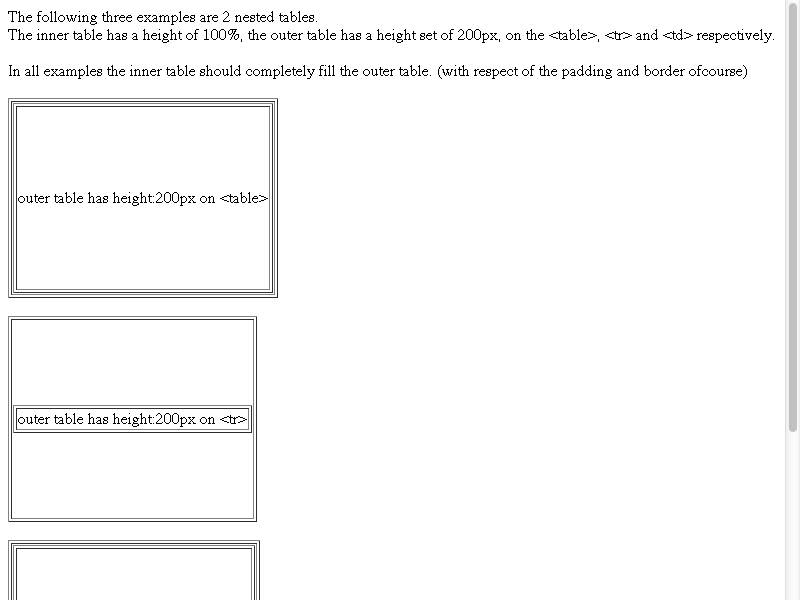 The following three examples are 2 nested tables.
The inner table has a height of 100%, the outer table has a height set of 200px, on the <table>, <tr> and <td> respectively.
In all examples the inner table should completely fill the outer table. (with respect of the padding and border ofcourse)
outer table has height:200px on <table>
outer table has height:200px on <tr>